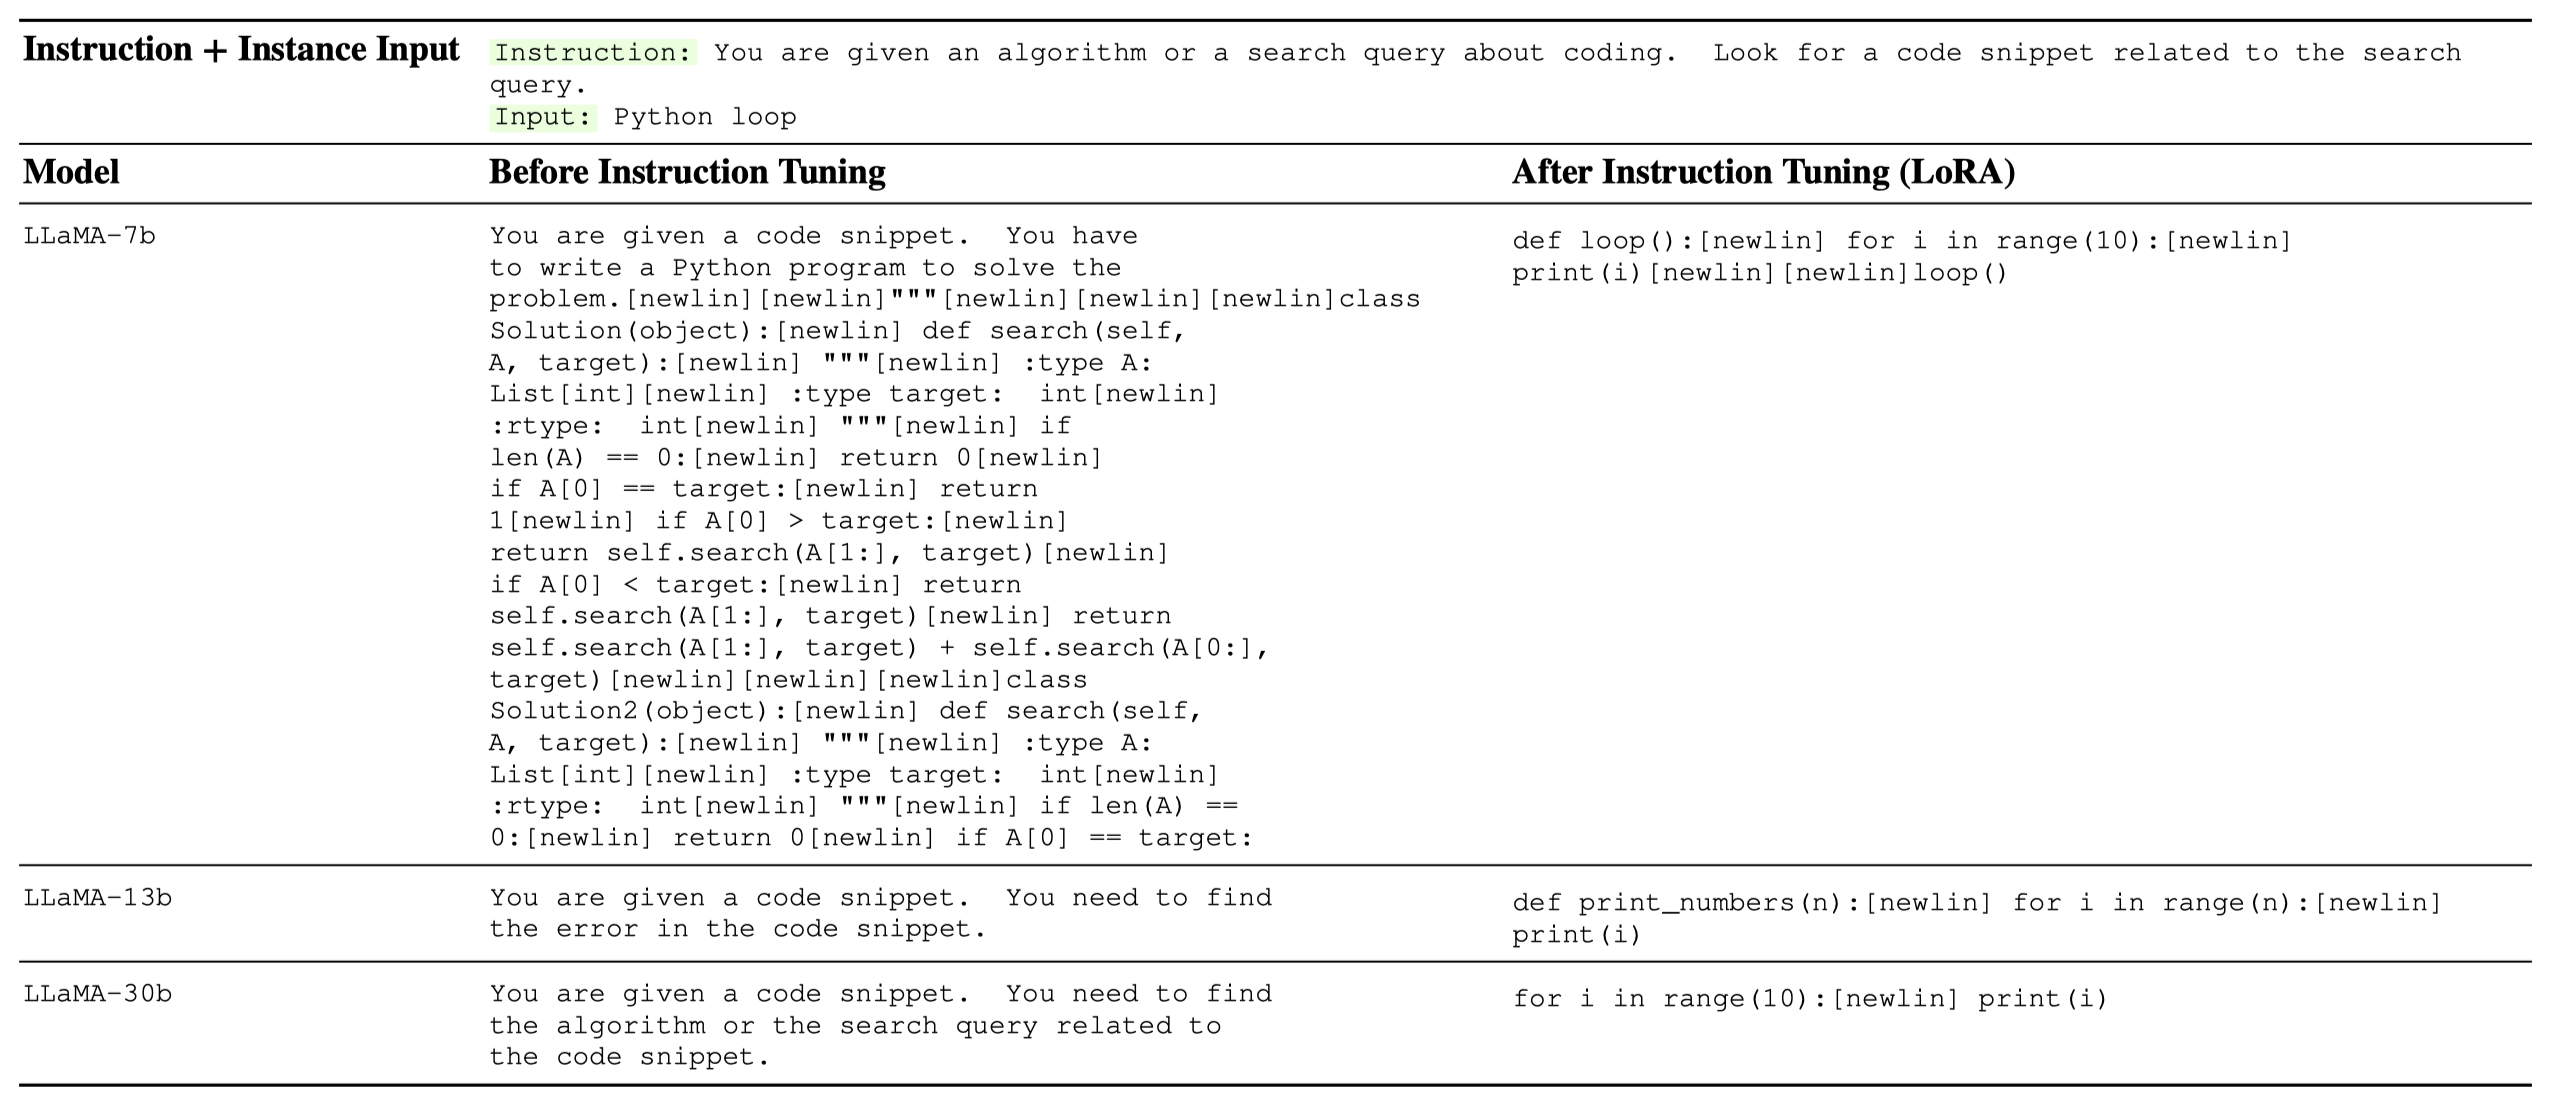 Instruction + Instance Input
Instruction: You are given an algorithm or a search query about coding. Look for a code snippet related to the search
query.
Input: Python loop
Model Before Instruction Tuning After Instruction Tuning (LoRA)
LLaMA-7b
You are given a code snippet. You have
to write a Python program to solve the
problem.[newlin][newlin]"""[newlin][newlin][newlin]class
Solution(object):[newlin] def search(self,
A, target):[newlin] """[newlin] :type A:
List[int][newlin] :type target: int[newlin]
:rtype: int[newlin] """[newlin] if
len(A) == 0:[newlin] return 0[newlin]
if A[0] == target:[newlin] return
1[newlin] if A[0] > target:[newlin]
return self.search(A[1:], target)[newlin]
if A[0] < target:[newlin] return
self.search(A[1:], target)[newlin] return
self.search(A[1:], target) + self.search(A[0:],
target)[newlin][newlin][newlin]class
Solution2(object):[newlin] def search(self,
A, target):[newlin] """[newlin] :type A:
List[int][newlin] :type target: int[newlin]
:rtype: int[newlin] """[newlin] if len(A) ==
0:[newlin] return 0[newlin] if A[0] == target:
def loop():[newlin] for i in range(10):[newlin]
print(i)[newlin][newlin]loop()
LLaMA-13b
You are given a code snippet. You need to find
the error in the code snippet.
def print_numbers(n):[newlin] for i in range(n):[newlin]
print(i)
LLaMA-30b
You are given a code snippet. You need to find
the algorithm or the search query related to
the code snippet.
for i in range(10):[newlin] print(i)